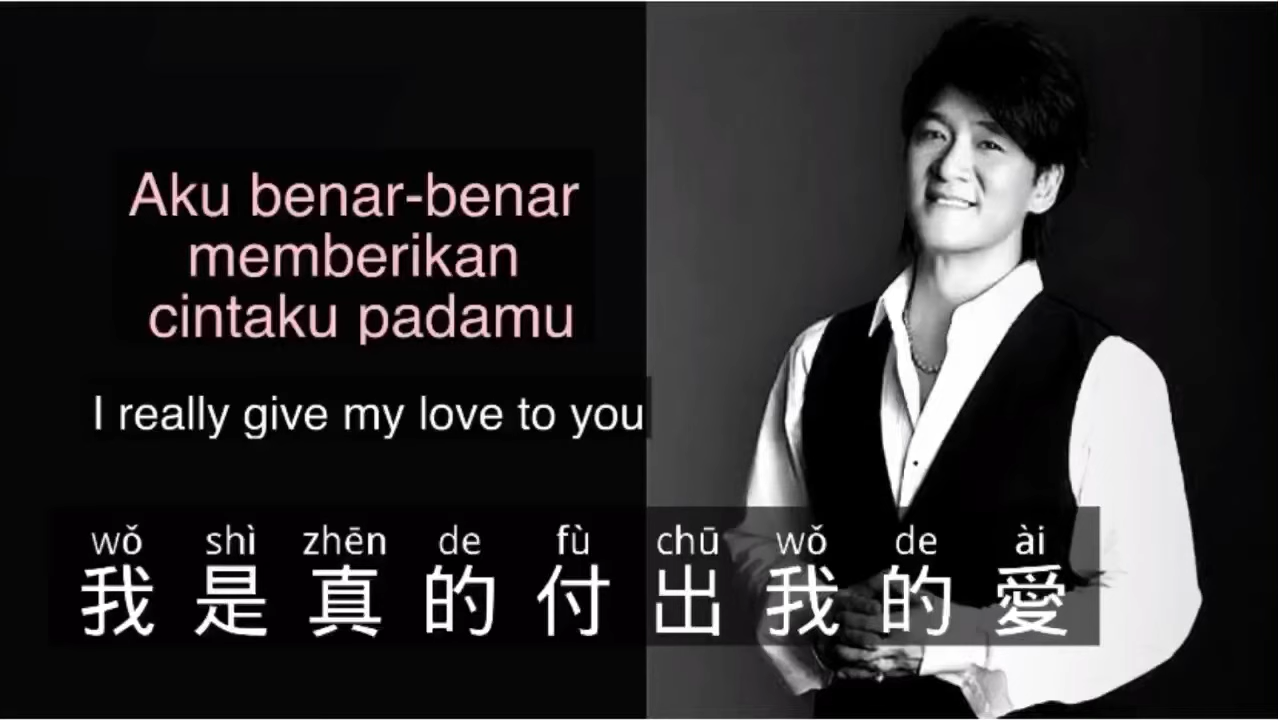 Aku benar-benar
memberikan
cintaku padamu
I really give my love to you
wǒ shì zhēn de fù chū wǒ de ài
我是真的付出我的愛